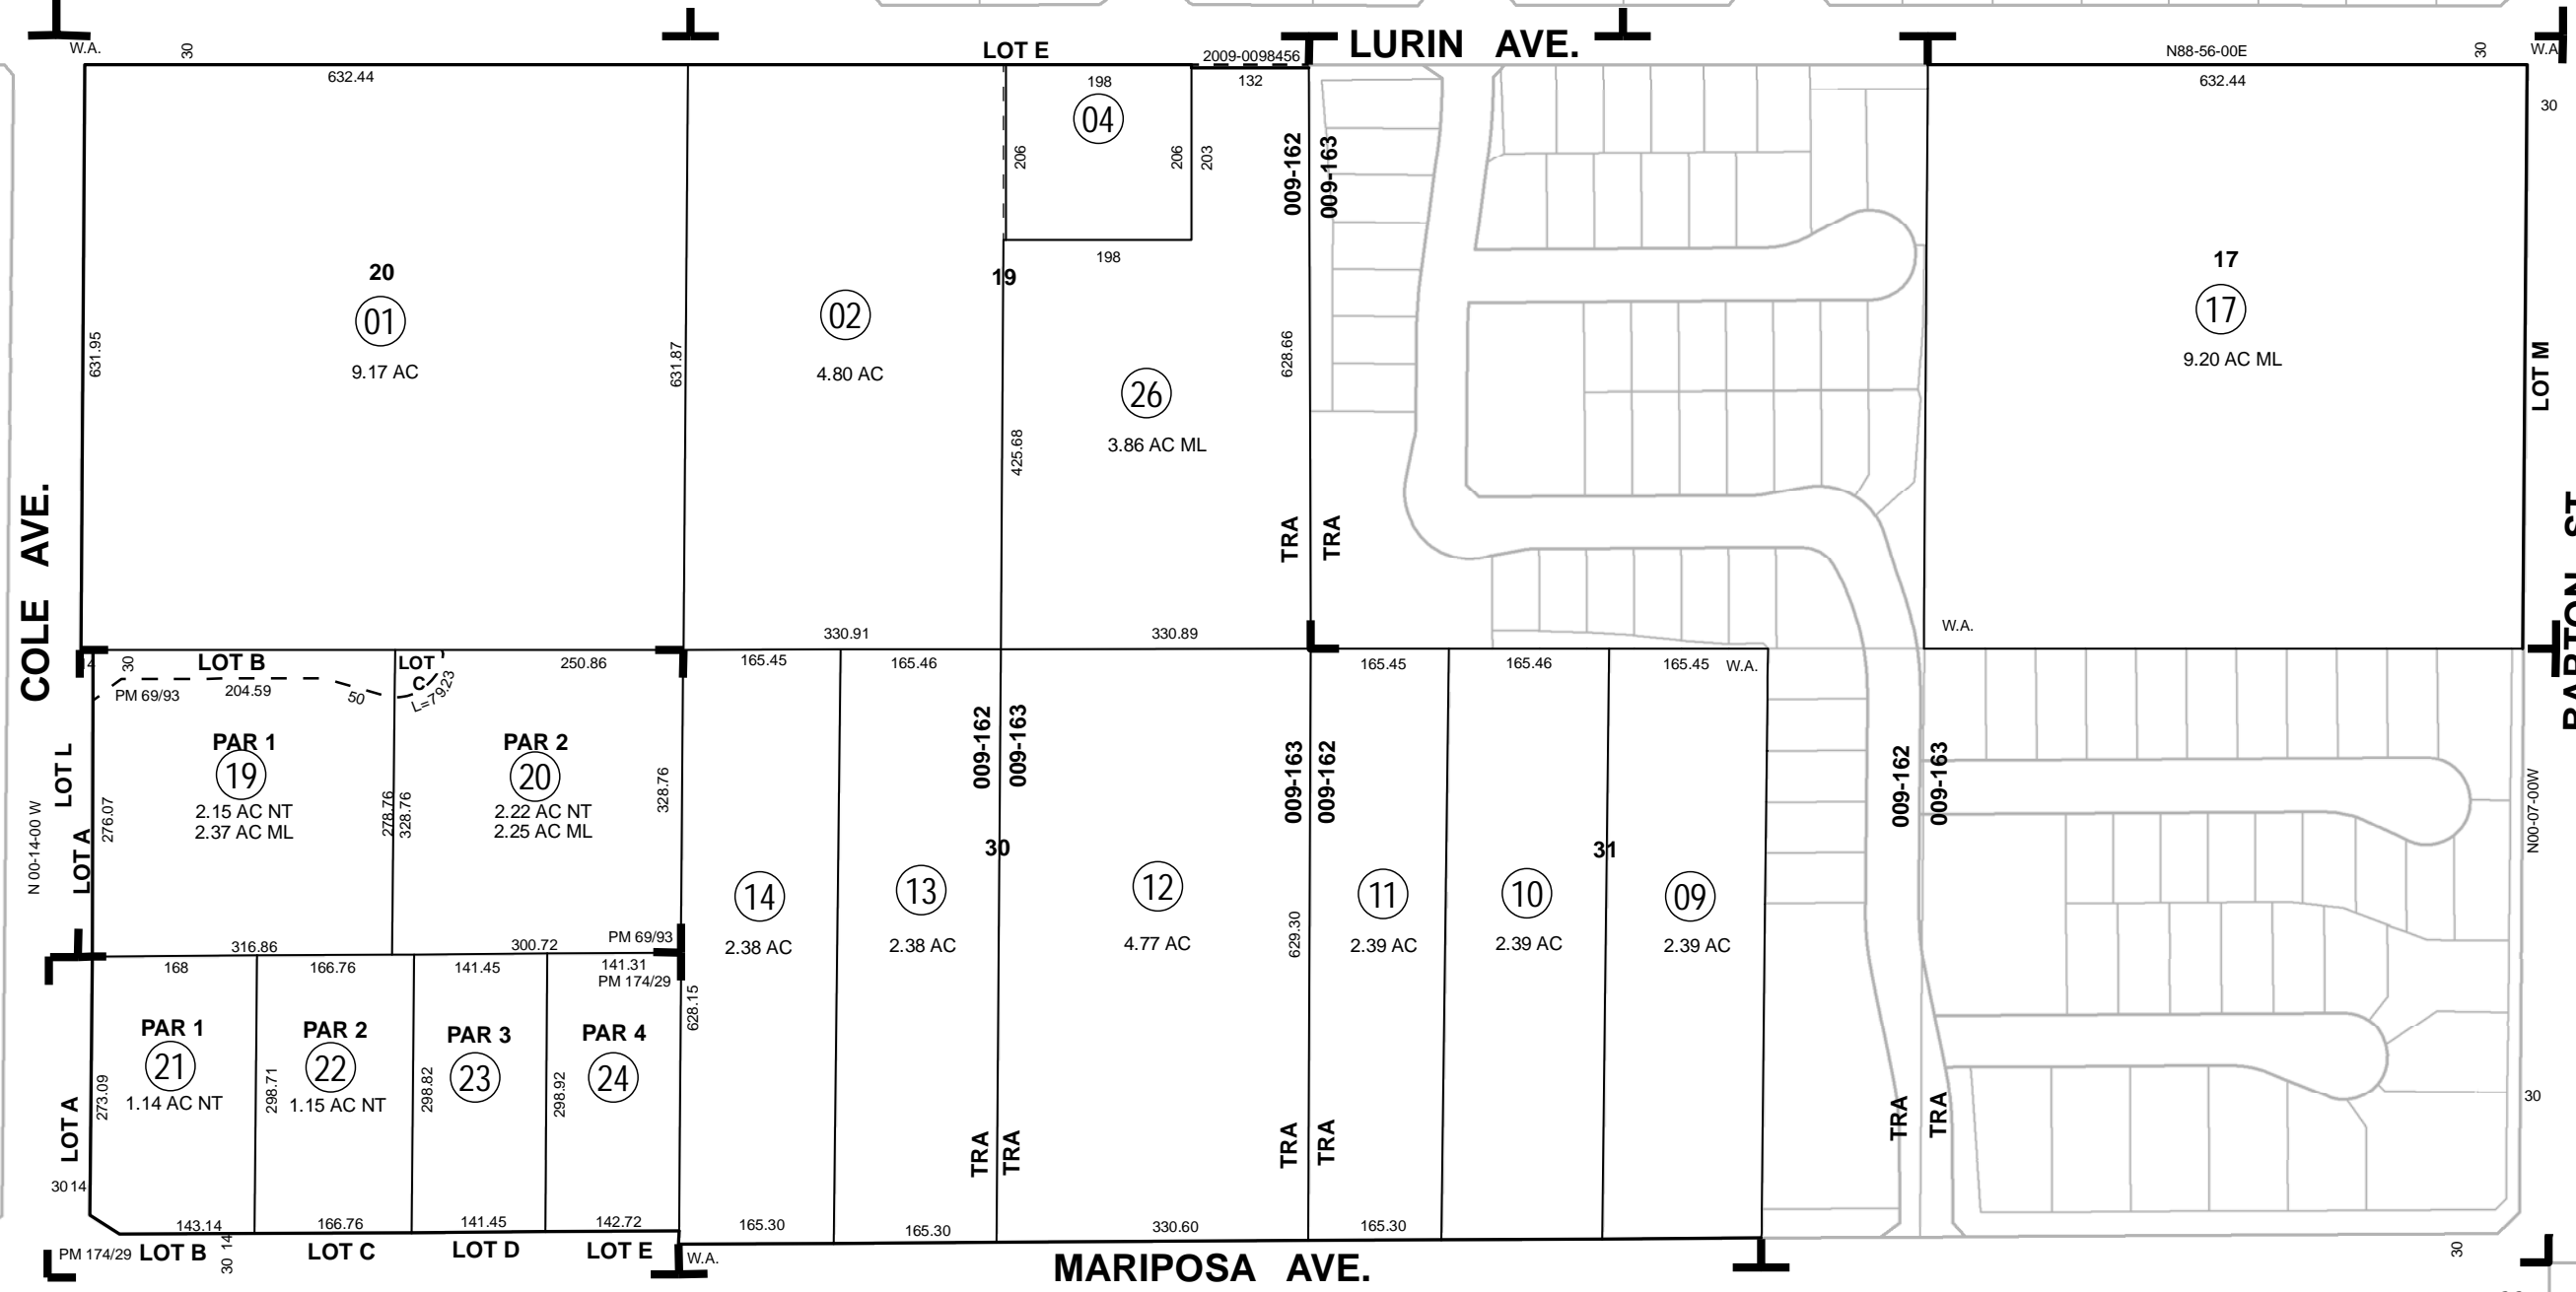 LURIN AVE.
W.A.
30
LOT E
2009-0098456
N88-56-00E
30
W.A
632.44
198
132
632.44
30
04
206
206
203
009-162
009-163
198
20
01
9.17 AC
631.95
631.87
02
4.80 AC
19
26
3.86 AC ML
425.68
628.66
17
17
9.20 AC ML
LOT M
COLE AVE.
BARTON ST
TRA
TRA
330.91
330.89
W.A.
4
30
LOT B
LOT
C
250.86
165.45
165.46
165.45
165.46
165.45
W.A.
PM 69/93
204.59
50
L=79.23
LOT L
LOT A
N 00-14-00 W
276.07
PAR 1
19
2.15 AC NT
2.37 AC ML
278.76
328.76
PAR 2
20
2.22 AC NT
2.25 AC ML
328.76
009-162
009-163
009-163
009-162
009-162
009-163
N00-07-00W
30
31
14
2.38 AC
13
2.38 AC
12
4.77 AC
629.30
11
2.39 AC
10
2.39 AC
09
2.39 AC
316.86
300.72
PM 69/93
168
166.76
141.45
141.31
PM 174/29
628.15
LOT A
273.09
PAR 1
21
1.14 AC NT
298.71
PAR 2
22
1.15 AC NT
298.82
PAR 3
23
298.92
PAR 4
24
TRA
TRA
TRA
TRA
TRA
TRA
30
30 14
143.14
166.76
141.45
142.72
165.30
165.30
330.60
165.30
PM 174/29
LOT B
30 14
LOT C
LOT D
LOT E
W.A.
MARIPOSA AVE.
30